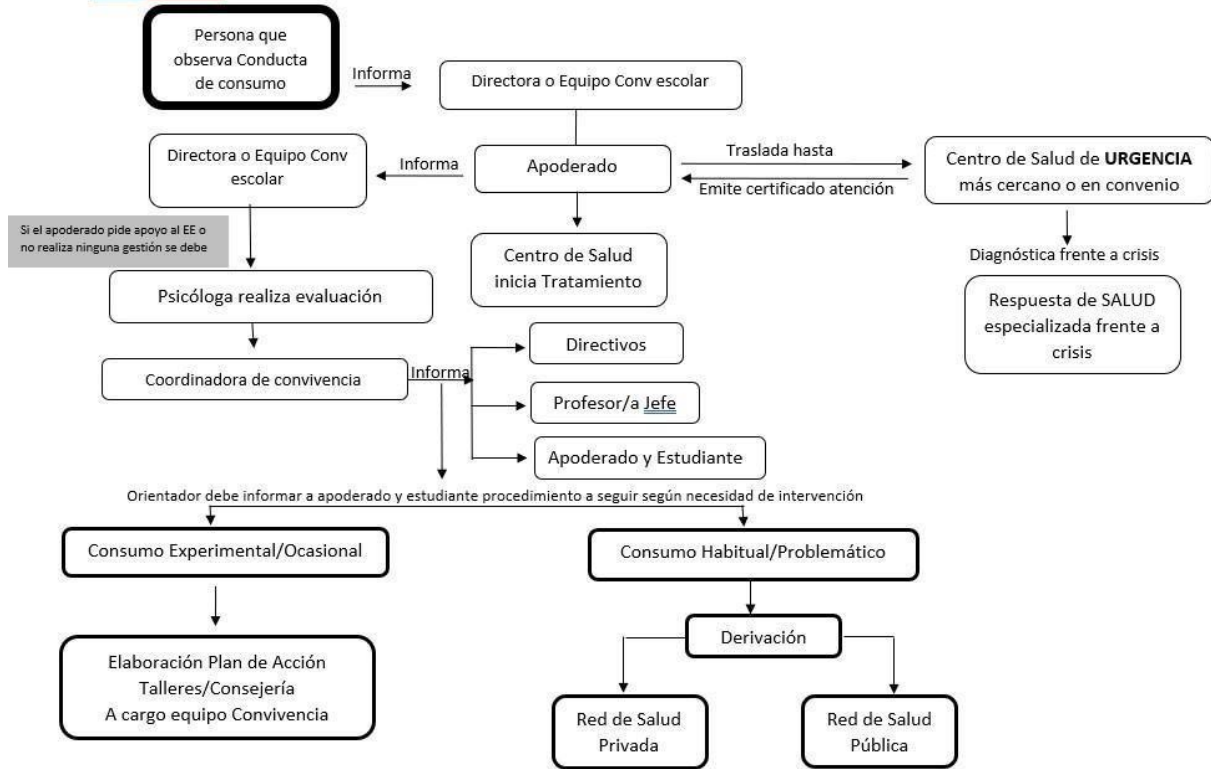 Persona que
observa Conducta
de consumo
Informa
Directora o Equipo Conv escolar
Directora o Equipo Conv
escolar
Informa
Apoderado
Traslada hasta
Emite certificado atención
Centro de Salud de URGENCIA
más cercano o en convenio
Si el apoderado pide apoyo al EE o
no realiza ninguna gestión se debe
Centro de Salud
inicia Tratamiento
Diagnóstica frente a crisis
Respuesta de SALUD
especializada frente a
crisis
Psicóloga realiza evaluación
Coordinadora de convivencia
Informa
Directivos
Profesor/a Jefe
Apoderado y Estudiante
Orientador debe informar a apoderado y estudiante procedimiento a seguir según necesidad de intervención
Consumo Experimental/Ocasional
Consumo Habitual/Problemático
Elaboración Plan de Acción
Talleres/Consejería
A cargo equipo Convivencia
Derivación
Red de Salud
Privada
Red de Salud
Pública